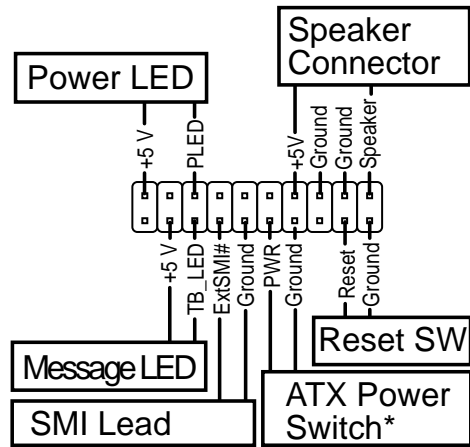 Speaker
Connector
Power LED
+5 V
PLED
+5V
Ground
Ground
Speaker
+5 V
TB_LED
ExtSMI#
Ground
PWR
Ground
Reset
Ground
Reset SW
Message LED
ATX Power
Switch*
SMI Lead